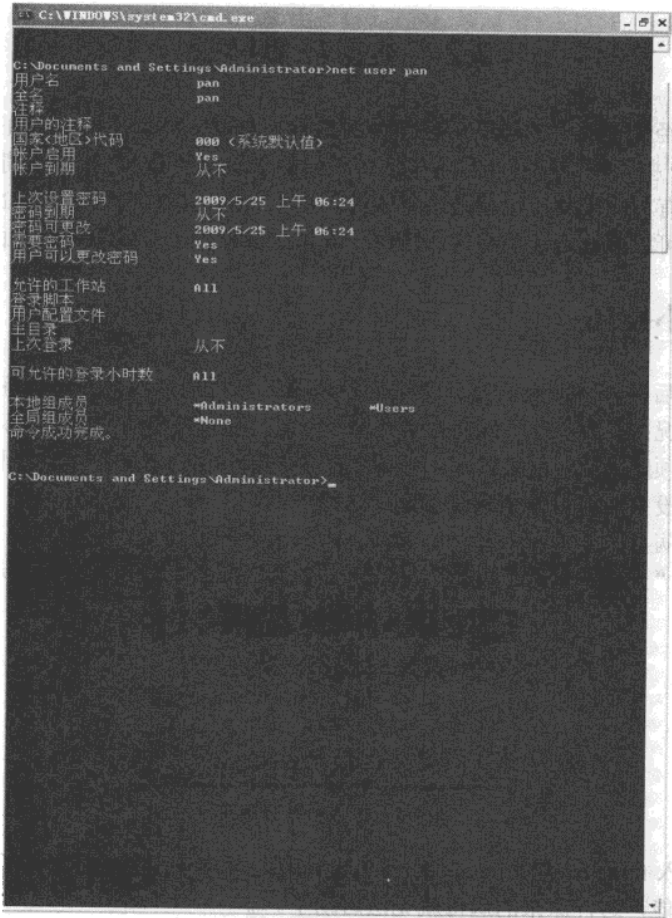 C:\WINDOWS\system32\cmd.exe
C:\Documents and Settings\Administrator>net user pan
用户名 pan
全名 pan
注释
用户的注释
国家<地区>代码 000 <系统默认值>
帐户启用 Yes
帐户到期 从不
上次设置密码 2009/5/25 上午 06:24
密码到期 从不
密码可更改 2009/5/25 上午 06:24
需要密码 Yes
用户可以更改密码 Yes
允许的工作站 All
登录脚本
用户配置文件
主目录
上次登录 从不
可允许的登录小时数 All
本地组成员 *Administrators *Users
全局组成员 *None
命令成功完成。
C:\Documents and Settings\Administrator>_